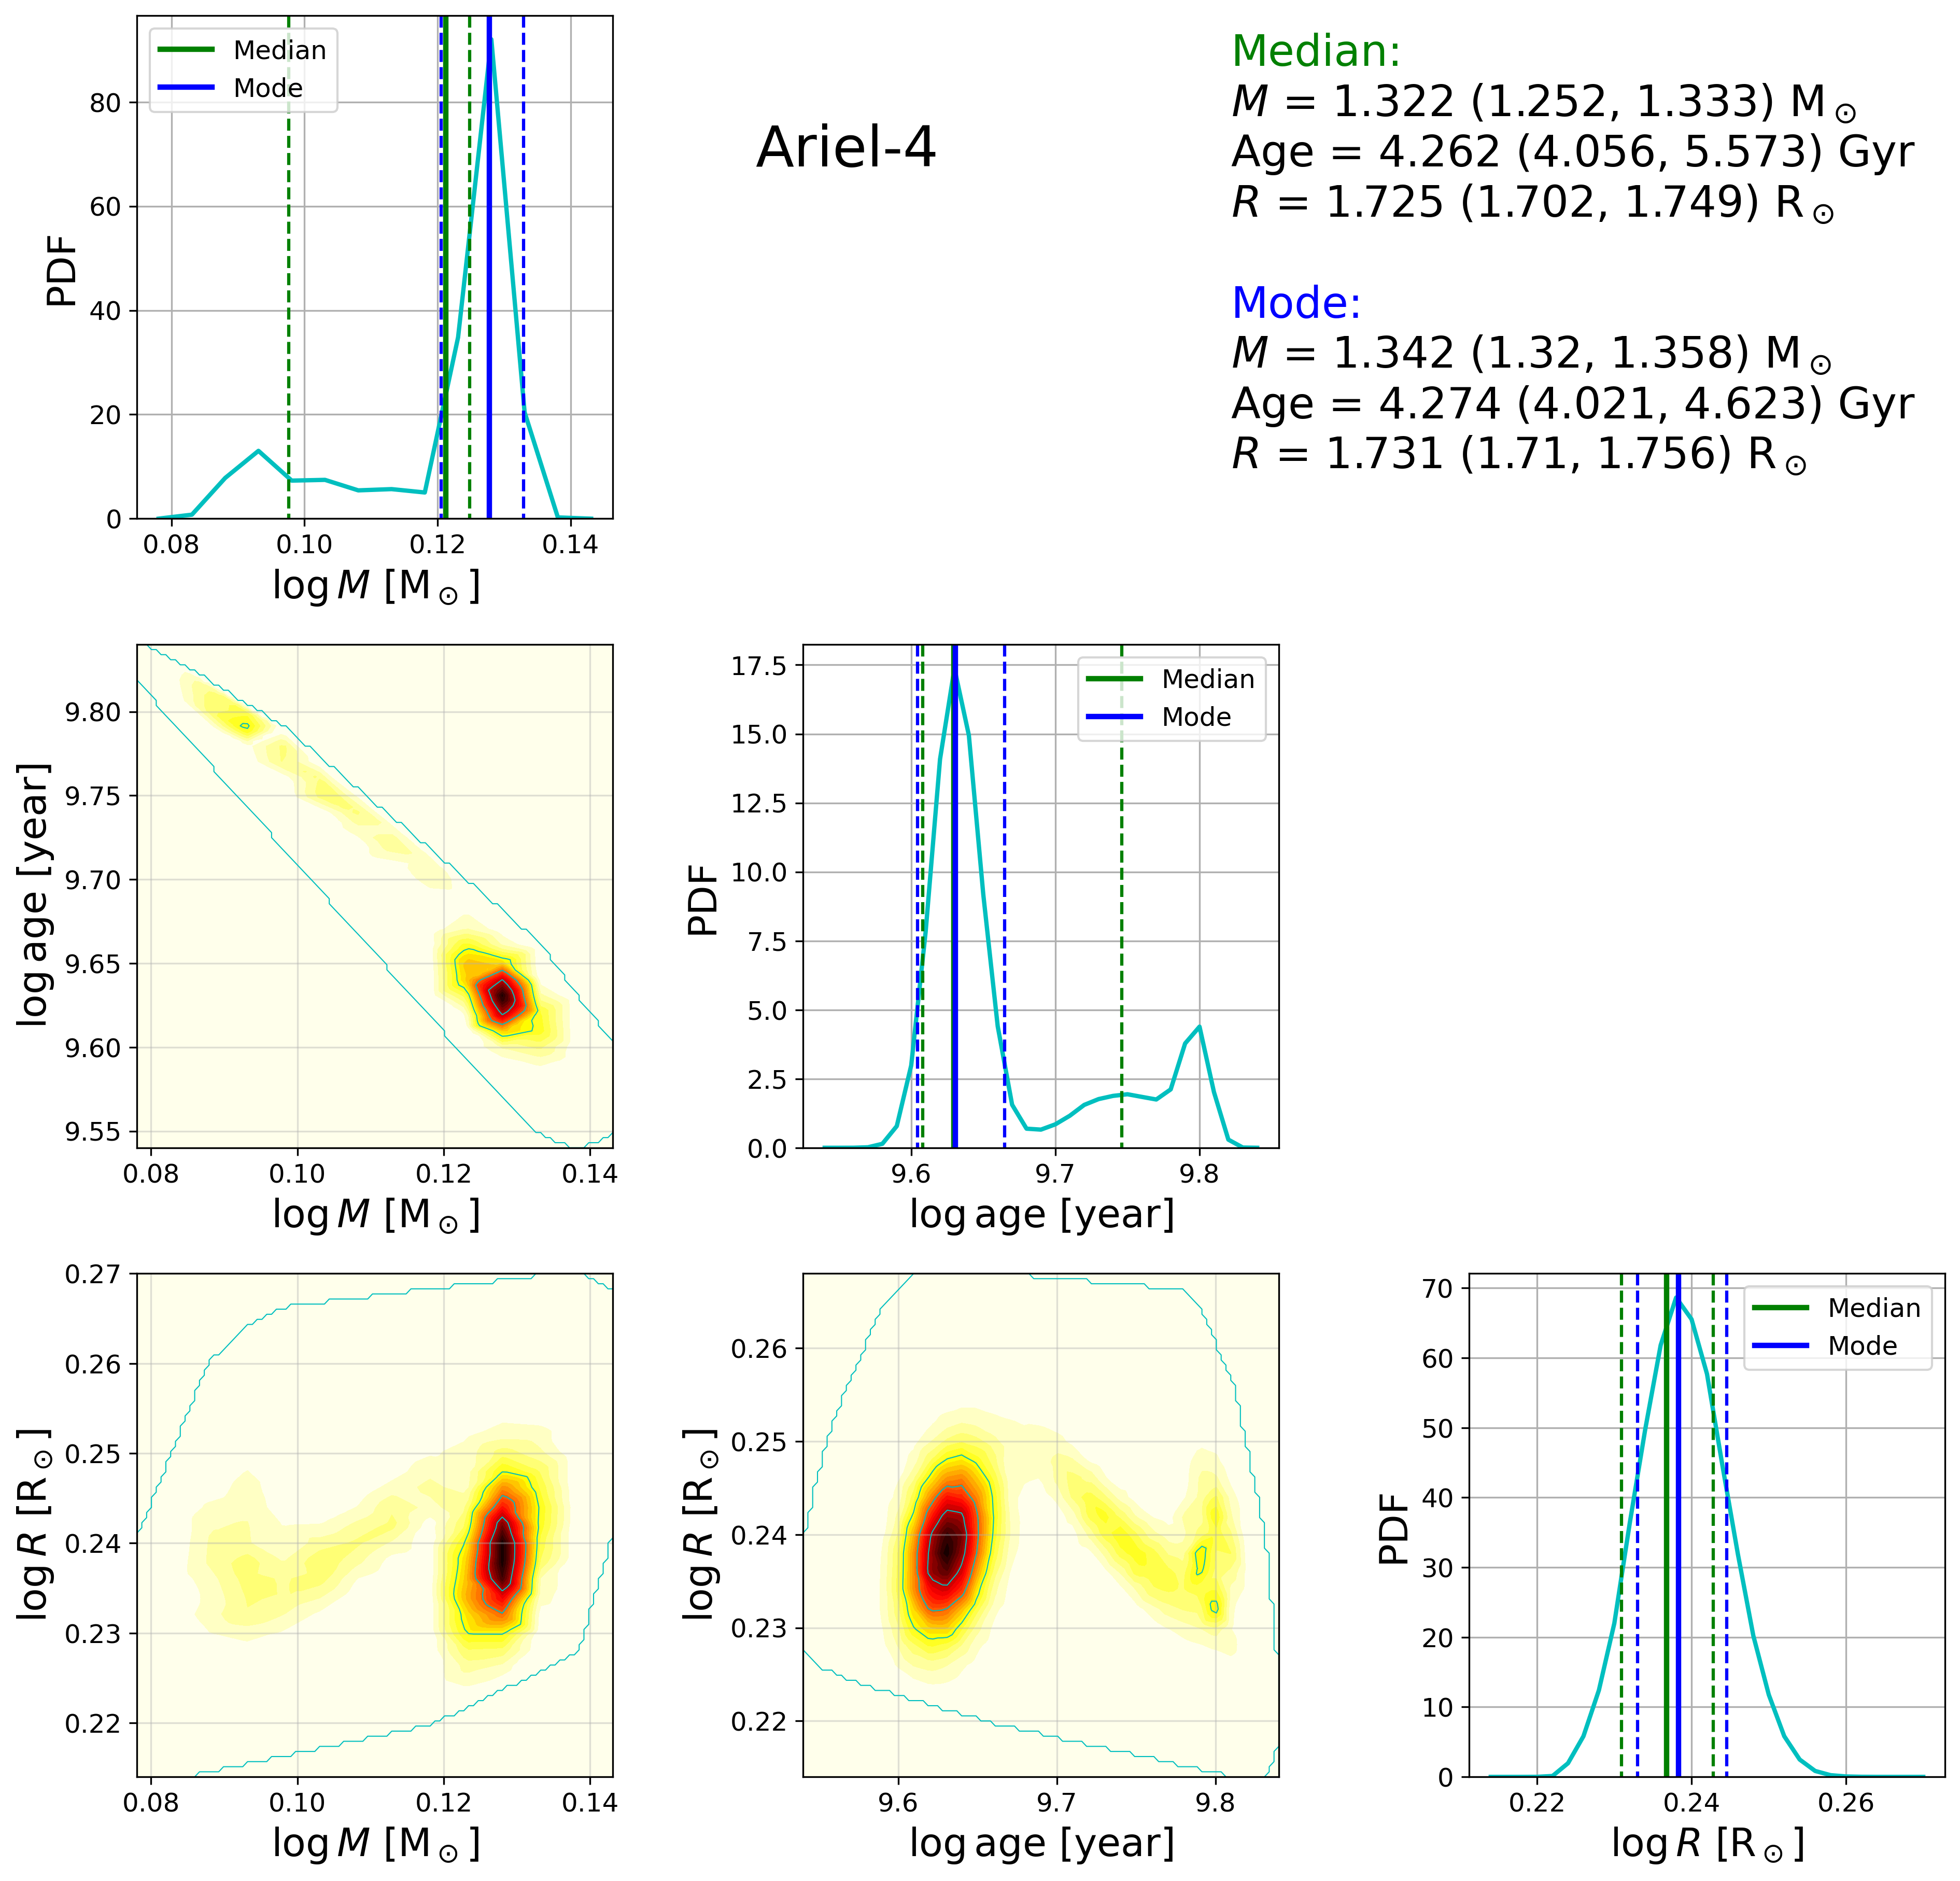 Median
Mode
80
60
40
20
0
PDF
0.08 0.10 0.12 0.14
log M [M⊙]
Ariel-4
Median:
M = 1.322 (1.252, 1.333) M⊙
Age = 4.262 (4.056, 5.573) Gyr
R = 1.725 (1.702, 1.749) R⊙
Mode:
M = 1.342 (1.32, 1.358) M⊙
Age = 4.274 (4.021, 4.623) Gyr
R = 1.731 (1.71, 1.756) R⊙
9.80
9.75
9.70
9.65
9.60
9.55
log age [year]
0.08 0.10 0.12 0.14
log M [M⊙]
Median
Mode
17.5
15.0
12.5
10.0
7.5
5.0
2.5
0.0
PDF
9.6 9.7 9.8
log age [year]
0.27
0.26
0.25
0.24
0.23
0.22
log R [R⊙]
0.08 0.10 0.12 0.14
log M [M⊙]
0.26
0.25
0.24
0.23
0.22
log R [R⊙]
9.6 9.7 9.8
log age [year]
Median
Mode
70
60
50
40
30
20
10
0
PDF
0.22 0.24 0.26
log R [R⊙]